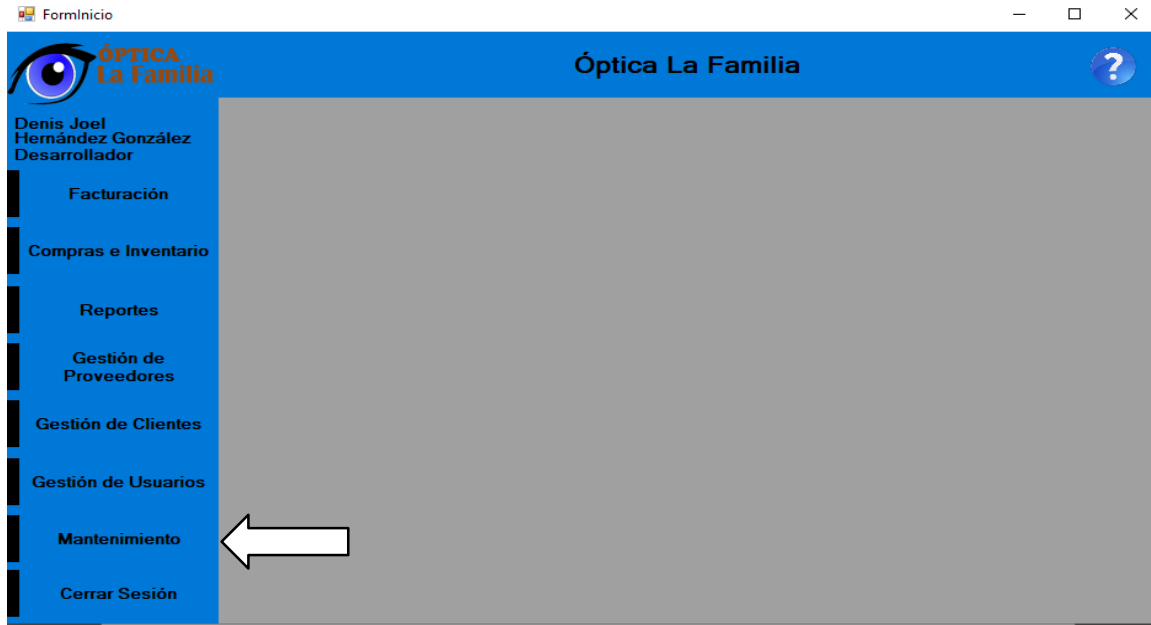 FormInicio
ÓPTICA
La Familia
Óptica La Familia
?
Denis Joel
Hernández González
Desarrollador
Facturación
Compras e Inventario
Reportes
Gestión de
Proveedores
Gestión de Clientes
Gestión de Usuarios
Mantenimiento
Cerrar Sesión